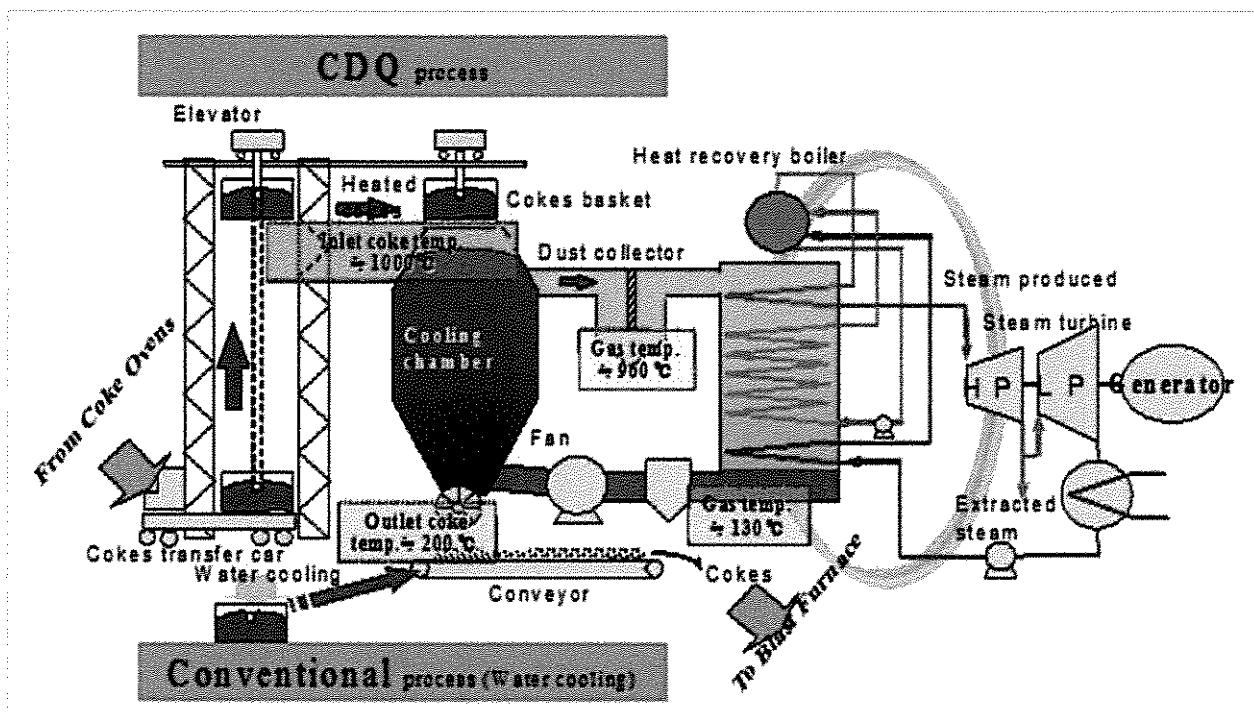 CDQ process
Elevator
Heated
Cokes basket
Inlet coke temp.
≒ 1000℃
Heat recovery boiler
Dust collector
Steam produced
Steam turbine
Cooling
chamber
Gas temp.
≒ 960℃
H P
L P
Generator
From Coke Ovens
Fan
Outlet coke
temp. ≒ 200℃
Gas temp.
≒ 130℃
Extracted
steam
Cokes transfer car
Water cooling
Conveyor
Cokes
To Blast Furnace
Conventional process (Water cooling)